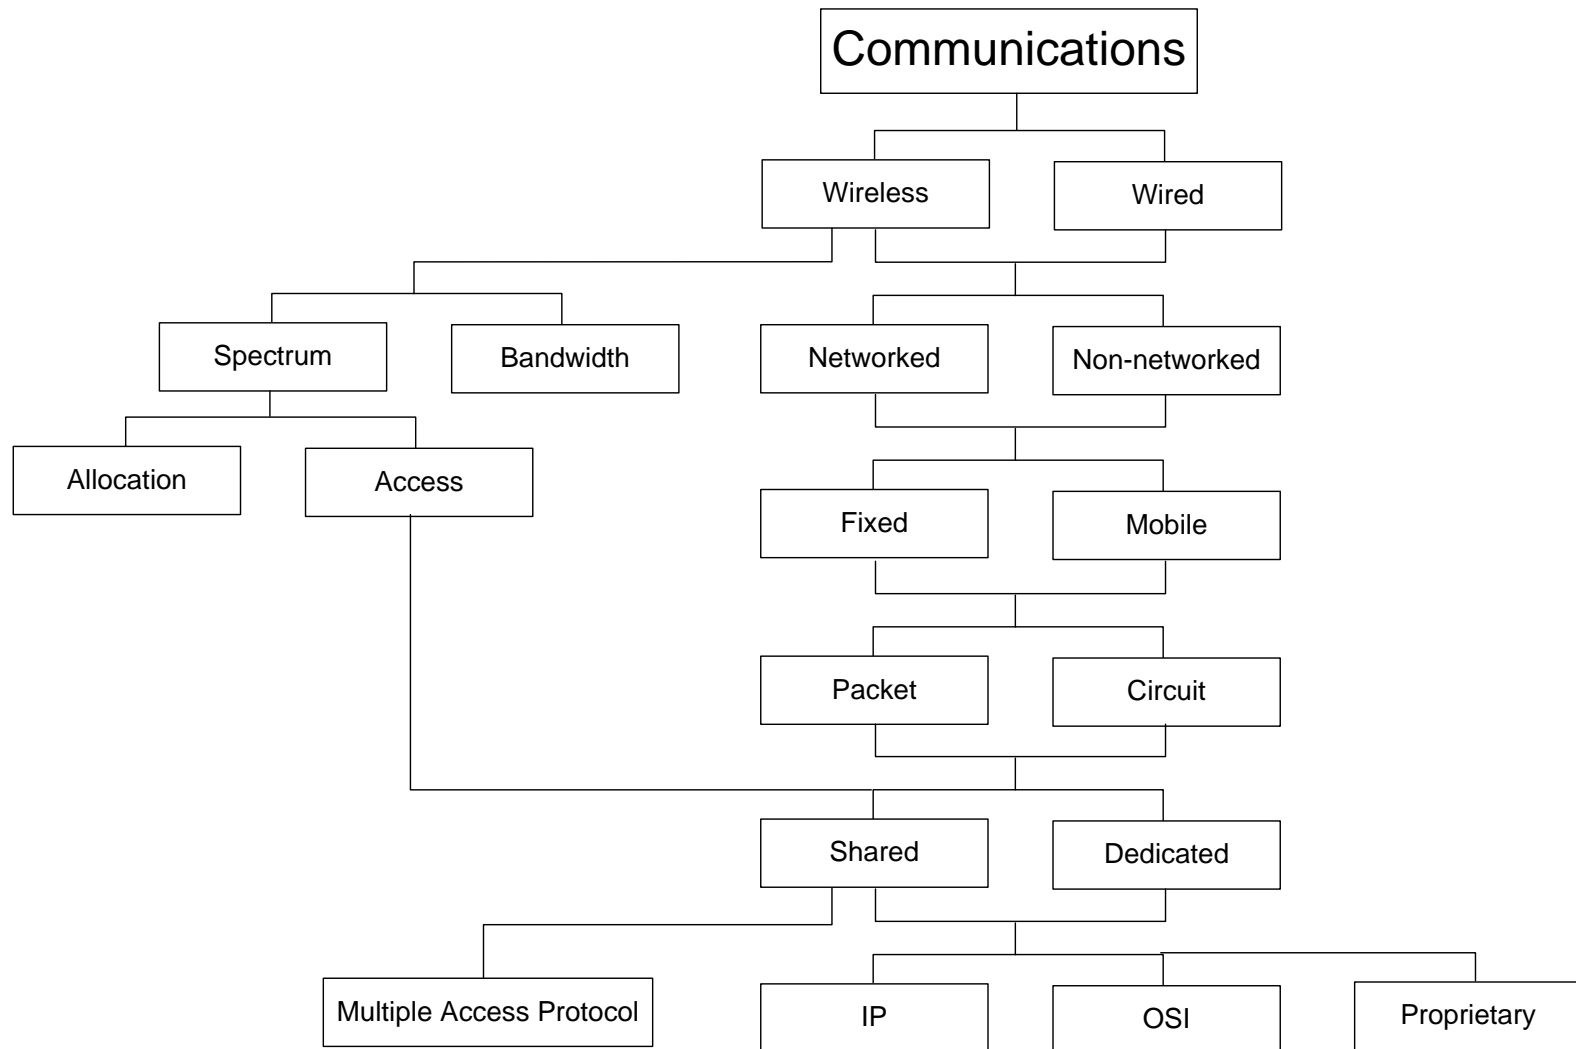 Communications
Wireless
Wired
Spectrum
Bandwidth
Networked
Non-networked
Allocation
Access
Fixed
Mobile
Packet
Circuit
Shared
Dedicated
Multiple Access Protocol
IP
OSI
Proprietary